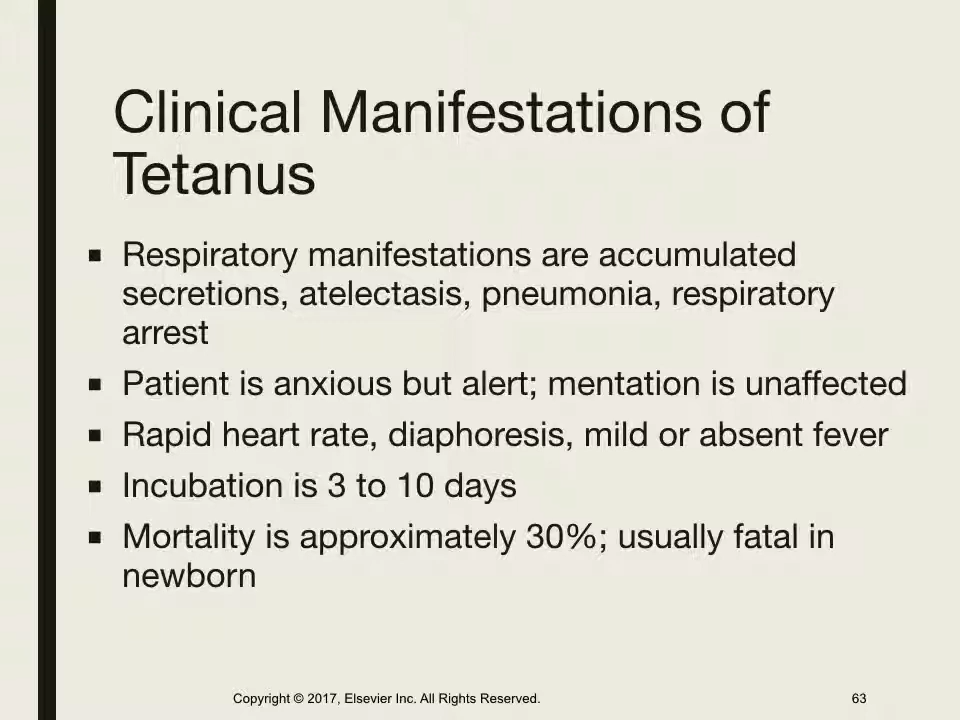 Clinical Manifestations of
Tetanus
▪ Respiratory manifestations are accumulated
secretions, atelectasis, pneumonia, respiratory
arrest
▪ Patient is anxious but alert; mentation is unaffected
▪ Rapid heart rate, diaphoresis, mild or absent fever
▪ Incubation is 3 to 10 days
▪ Mortality is approximately 30%; usually fatal in
newborn
Copyright © 2017, Elsevier Inc. All Rights Reserved.
63